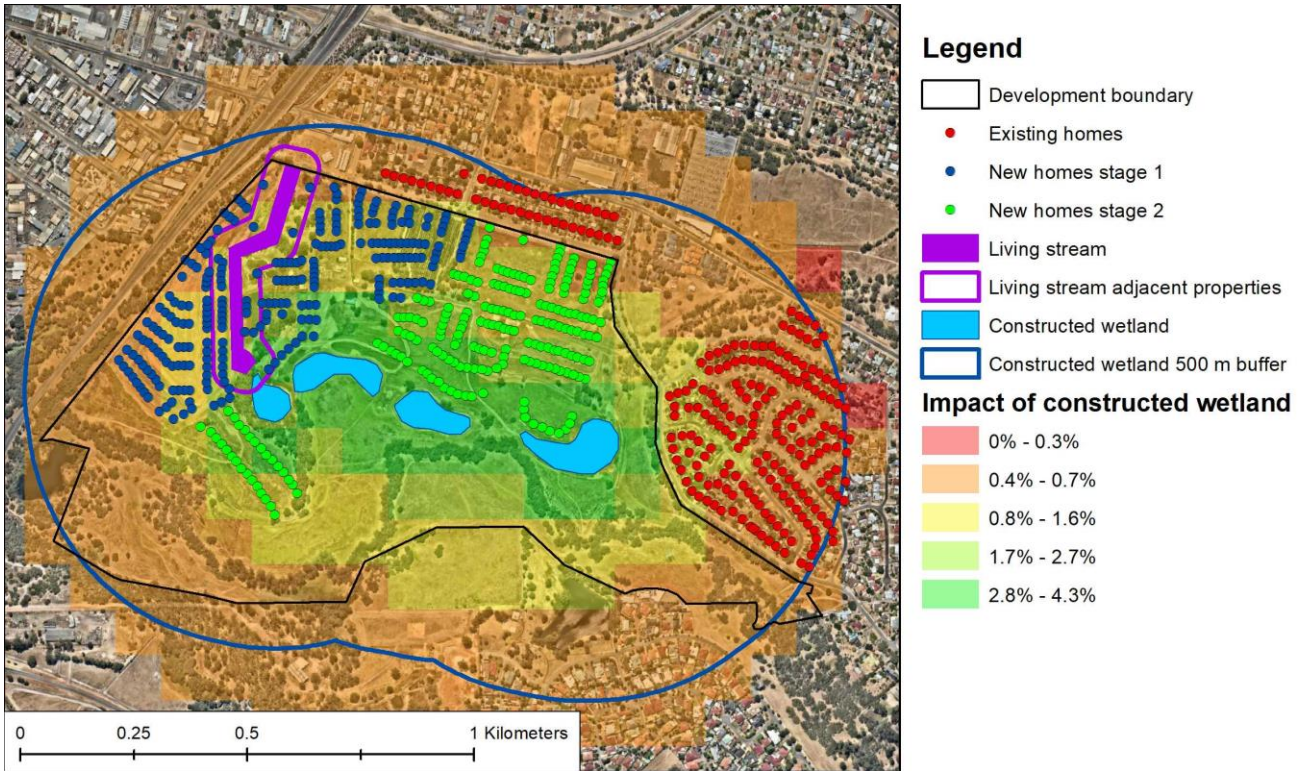 Legend
Development boundary
Existing homes
New homes stage 1
New homes stage 2
Living stream
Living stream adjacent properties
Constructed wetland
Constructed wetland 500 m buffer
Impact of constructed wetland
0% - 0.3%
0.4% - 0.7%
0.8% - 1.6%
1.7% - 2.7%
2.8% - 4.3%
0 0.25 0.5 1 Kilometers